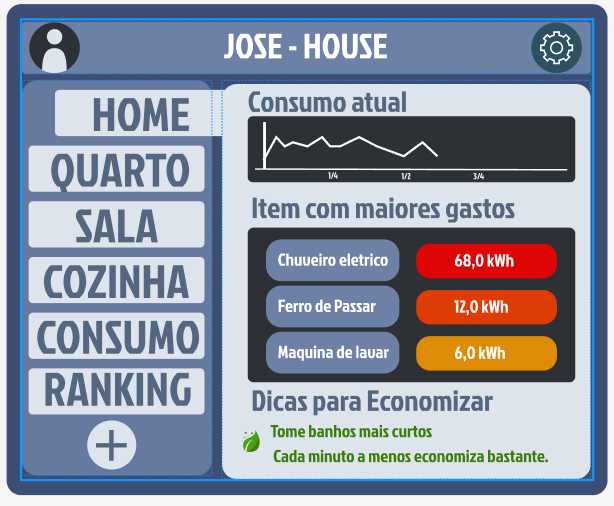 JOSE - HOUSE
HOME
QUARTO
SALA
COZINHA
CONSUMO
RANKING
Consumo atual
1/4 1/2 3/4
Item com maiores gastos
Chuveiro eletrico 68,0 kWh
Ferro de Passar 12,0 kWh
Maquina de lavar 6,0 kWh
Dicas para Economizar
Tome banhos mais curtos
Cada minuto a menos economiza bastante.